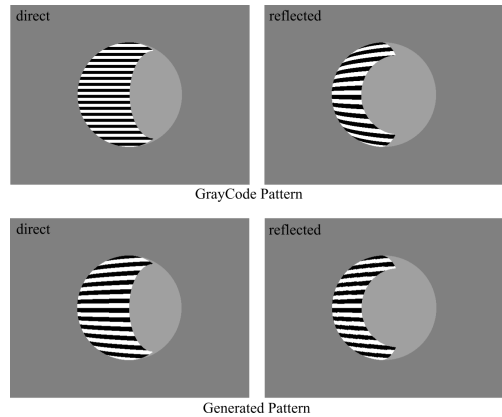 direct
reflected
GrayCode Pattern
direct
reflected
Generated Pattern